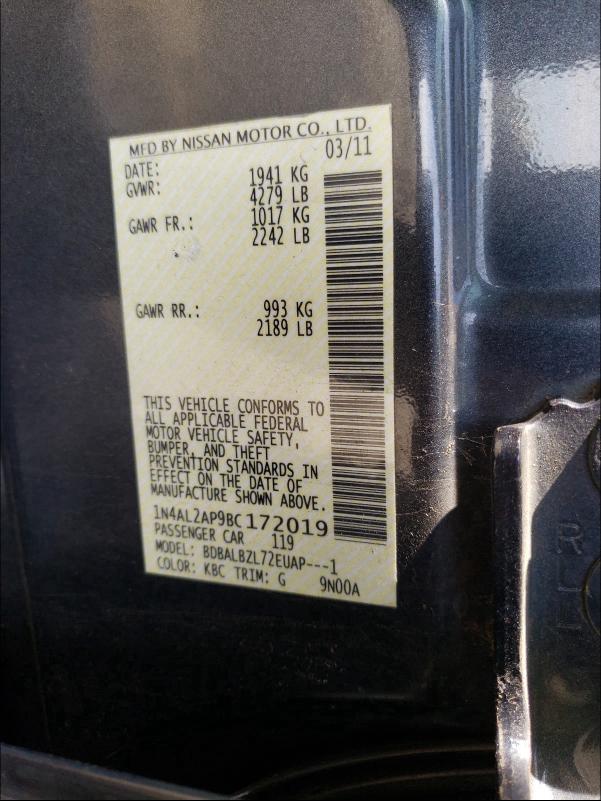 MFD BY NISSAN MOTOR CO., LTD.
DATE: 03/11
GVWR: 1941 KG
4279 LB
GAWR FR.: 1017 KG
2242 LB
GAWR RR.: 993 KG
2189 LB
THIS VEHICLE CONFORMS TO
ALL APPLICABLE FEDERAL
MOTOR VEHICLE SAFETY,
BUMPER, AND THEFT
PREVENTION STANDARDS IN
EFFECT ON THE DATE OF
MANUFACTURE SHOWN ABOVE.
1N4AL2AP9BC172019
PASSENGER CAR 119
MODEL: BDBALBZL72EUAP---1
COLOR: KBC TRIM: G 9N00A